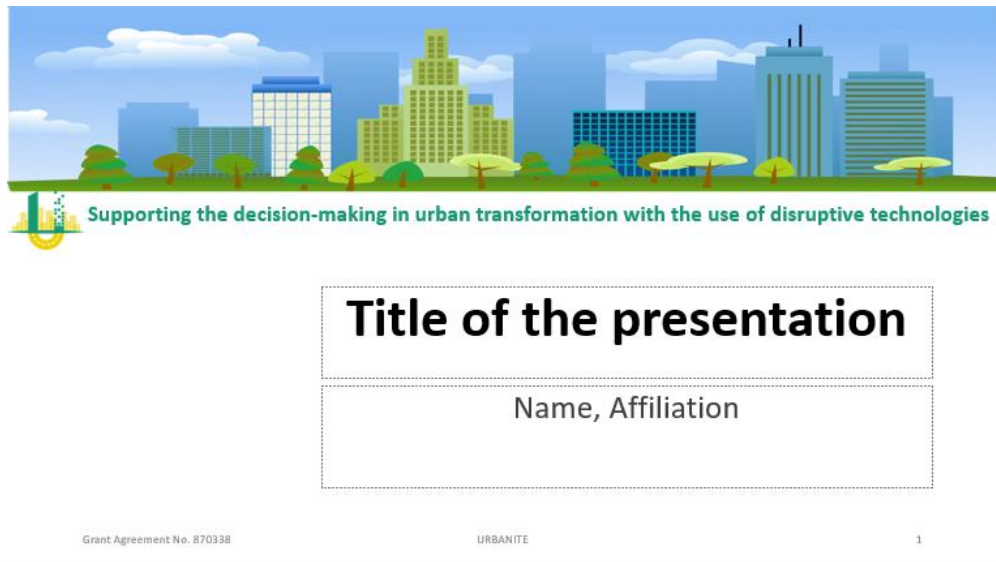 Supporting the decision-making in urban transformation with the use of disruptive technologies
Title of the presentation
Name, Affiliation
Grant Agreement No. 870338
URBANITE
1